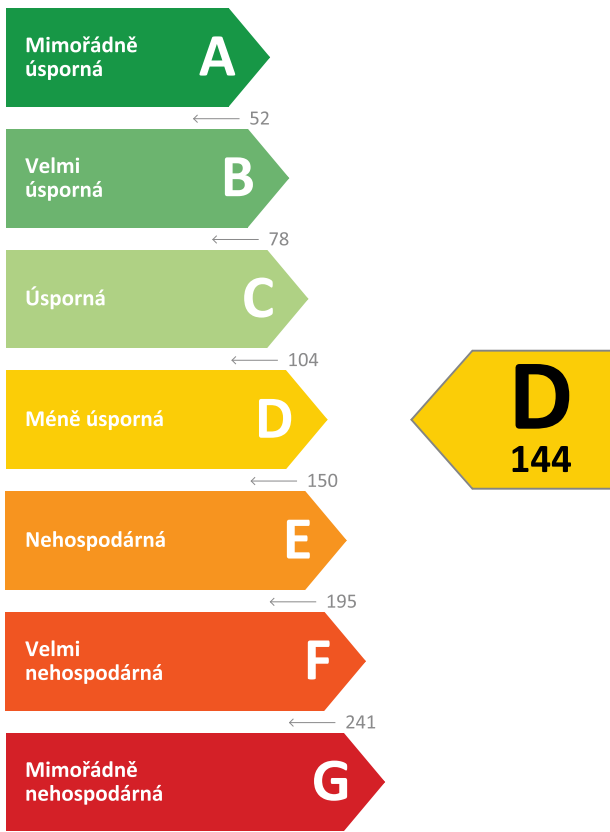 Mimořádně
úsporná
A
52
Velmi
úsporná
B
78
Úsporná
C
104
Méně úsporná
D
D
144
150
Nehospodárná
E
195
Velmi
nehospodárná
F
241
Mimořádně
nehospodárná
G